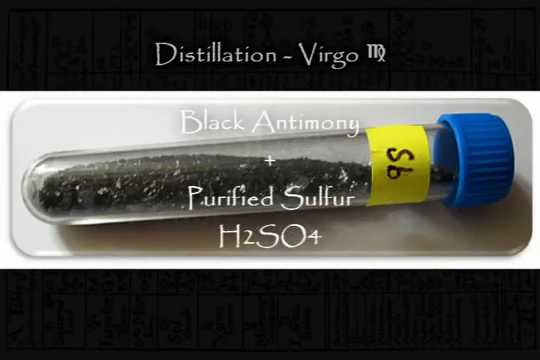 Distillation - Virgo ♍
Black Antimony
+
Purified Sulfur
H2SO4
Sb